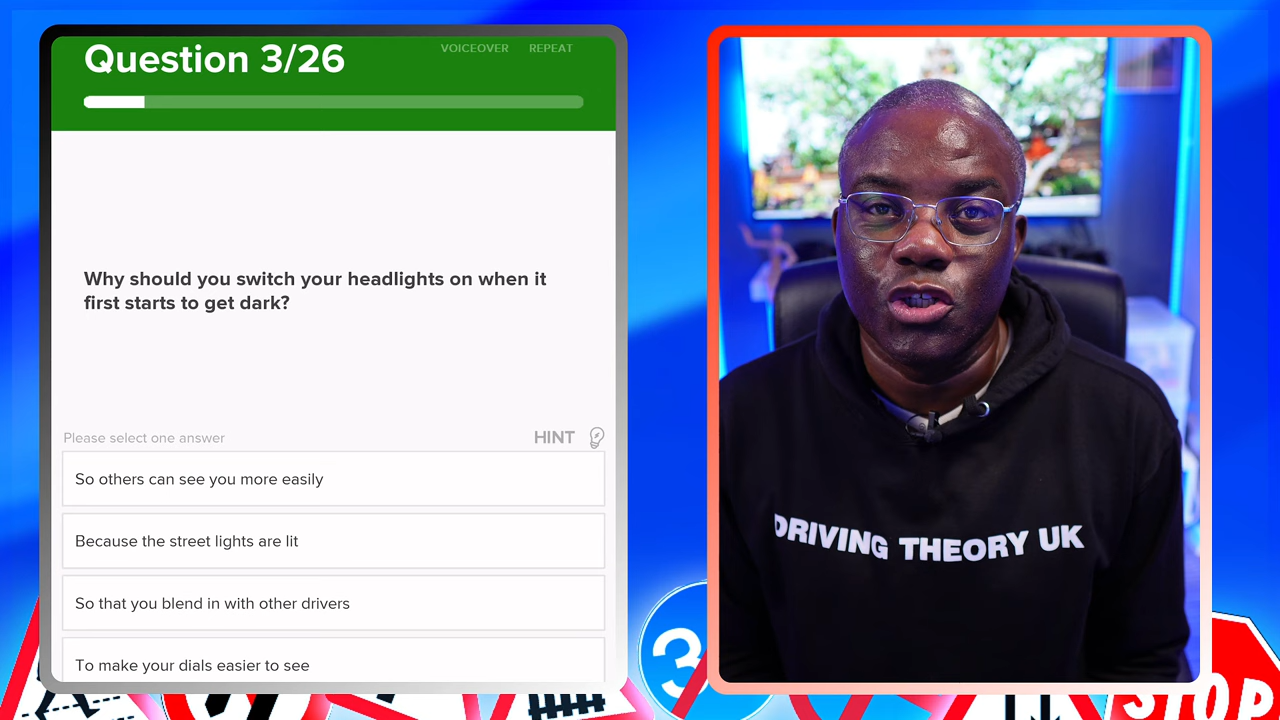 Question 3/26
VOICEOVER REPEAT
Why should you switch your headlights on when it
first starts to get dark?
Please select one answer
HINT
So others can see you more easily
Because the street lights are lit
So that you blend in with other drivers
To make your dials easier to see
DRIVING THEORY UK
3
STOP